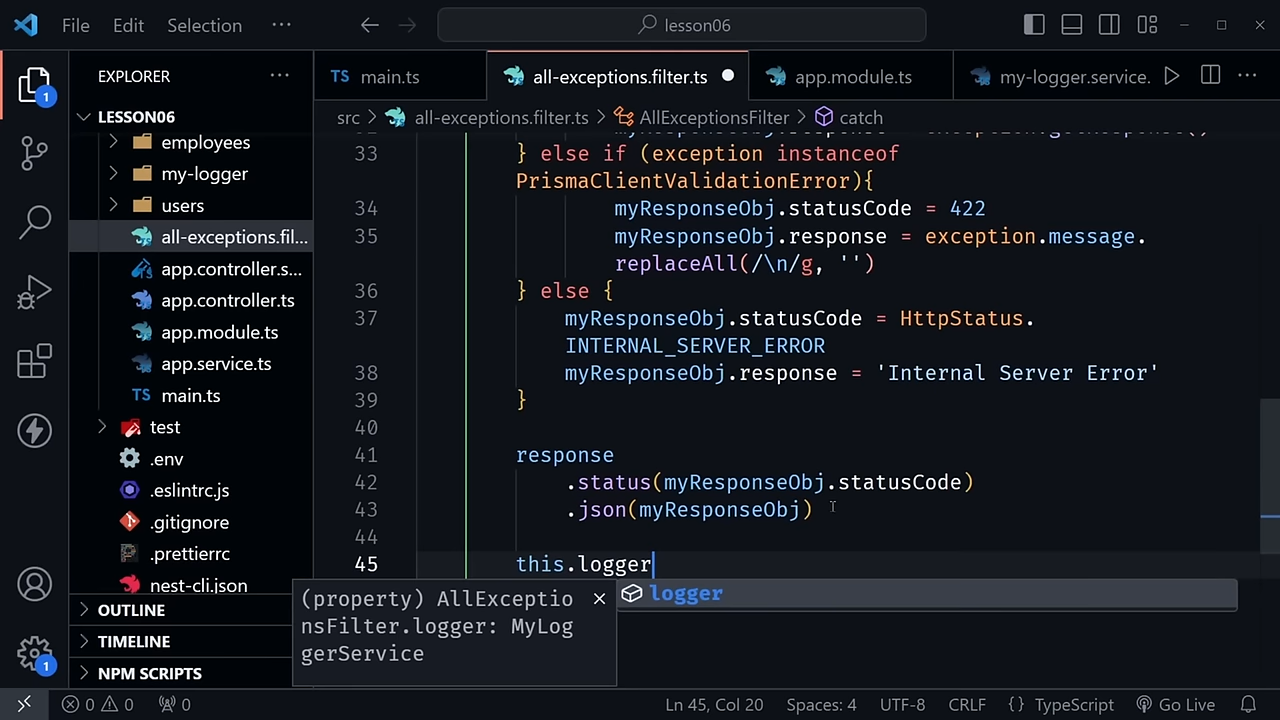 File Edit Selection ··· lesson06
EXPLORER ···
TS main.ts all-exceptions.filter.ts app.module.ts my-logger.service. ···
LESSON06
src > all-exceptions.filter.ts > AllExceptionsFilter > catch
employees
my-logger
users
all-exceptions.fil...
app.controller.s...
app.controller.ts
app.module.ts
app.service.ts
TS main.ts
test
.env
.eslintrc.js
.gitignore
.prettierrc
nest-cli.json
OUTLINE
TIMELINE
NPM SCRIPTS
1
1
33 } else if (exception instanceof
PrismaClientValidationError){
34 myResponseObj.statusCode = 422
35 myResponseObj.response = exception.message.
replaceAll(/\n/g, '')
36 } else {
37 myResponseObj.statusCode = HttpStatus.
INTERNAL_SERVER_ERROR
38 myResponseObj.response = 'Internal Server Error'
39 }
40
41 response
42 .status(myResponseObj.statusCode)
43 .json(myResponseObj)
44
45 this.logger
(property) AllExceptio
nsFilter.logger: MyLog
gerService
logger
0 0 0 Ln 45, Col 20 Spaces: 4 UTF-8 CRLF {} TypeScript Go Live